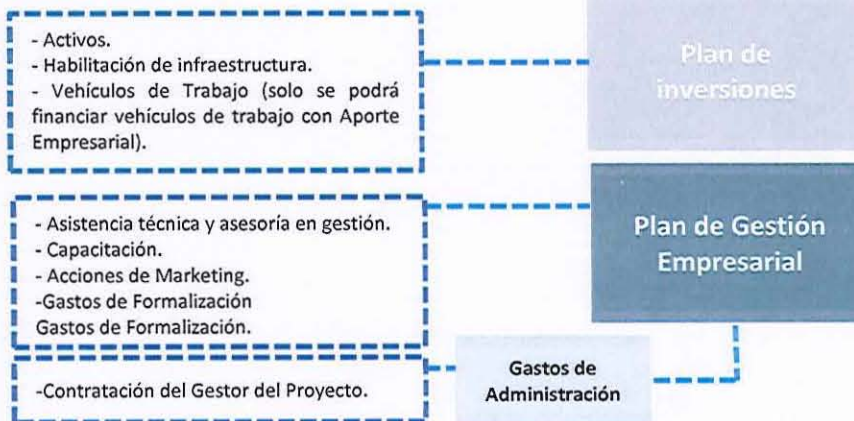 - Activos.
- Habilitación de infraestructura.
- Vehículos de Trabajo (solo se podrá
financiar vehículos de trabajo con Aporte
Empresarial).
Plan de
inversiones
- Asistencia técnica y asesoría en gestión.
- Capacitación.
- Acciones de Marketing.
-Gastos de Formalización
Gastos de Formalización.
Plan de Gestión
Empresarial
-Contratación del Gestor del Proyecto.
Gastos de
Administración